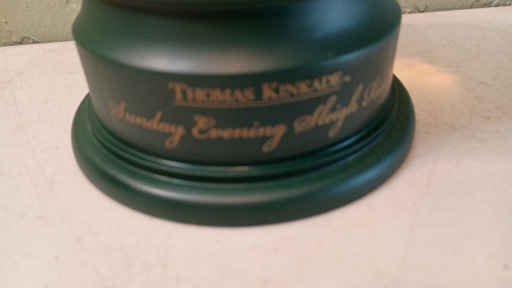 THOMAS KINKADE
Sunday Evening Sleigh